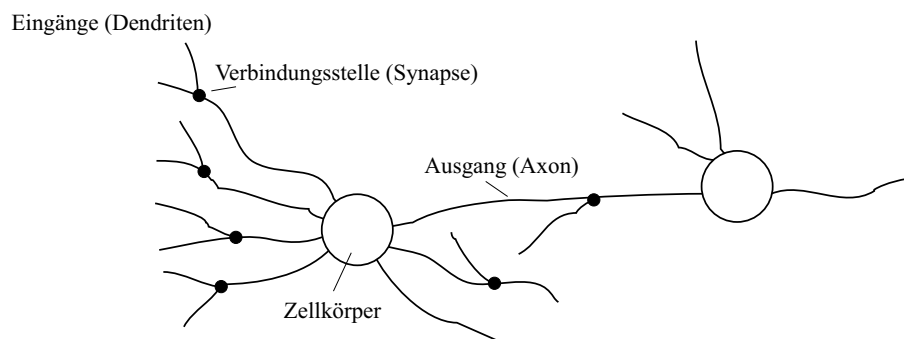 Eingänge (Dendriten)
Verbindungsstelle (Synapse)
Ausgang (Axon)
Zellkörper